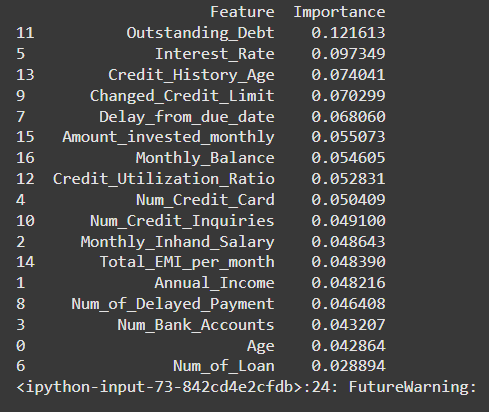 Feature Importance
11 Outstanding_Debt 0.121613
5 Interest_Rate 0.097349
13 Credit_History_Age 0.074041
9 Changed_Credit_Limit 0.070299
7 Delay_from_due_date 0.068060
15 Amount_invested_monthly 0.055073
16 Monthly_Balance 0.054605
12 Credit_Utilization_Ratio 0.052831
4 Num_Credit_Card 0.050409
10 Num_Credit_Inquiries 0.049100
2 Monthly_Inhand_Salary 0.048643
14 Total_EMI_per_month 0.048390
1 Annual_Income 0.048216
8 Num_of_Delayed_Payment 0.046408
3 Num_Bank_Accounts 0.043207
0 Age 0.042864
6 Num_of_Loan 0.028894
<ipython-input-73-842cd4e2cfdb>:24: FutureWarning: